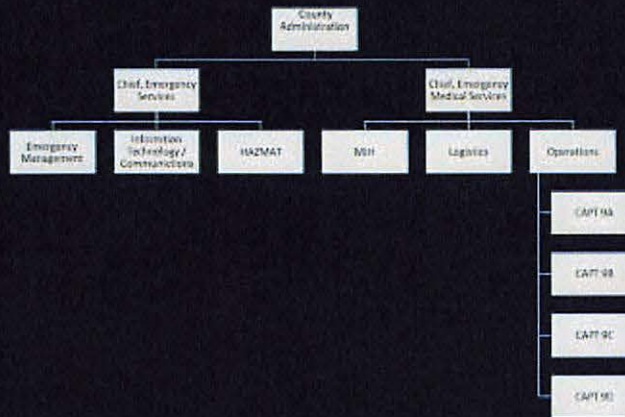 County
Administration
Chief, Emergency
Services
Chief, Emergency
Medical Services
Emergency
Management
Information
Technology /
Communictions
HAZMAT
MIH
Logistics
Operations
CAPT 9A
CAPT 9B
CAPT 9C
CAPT 9D